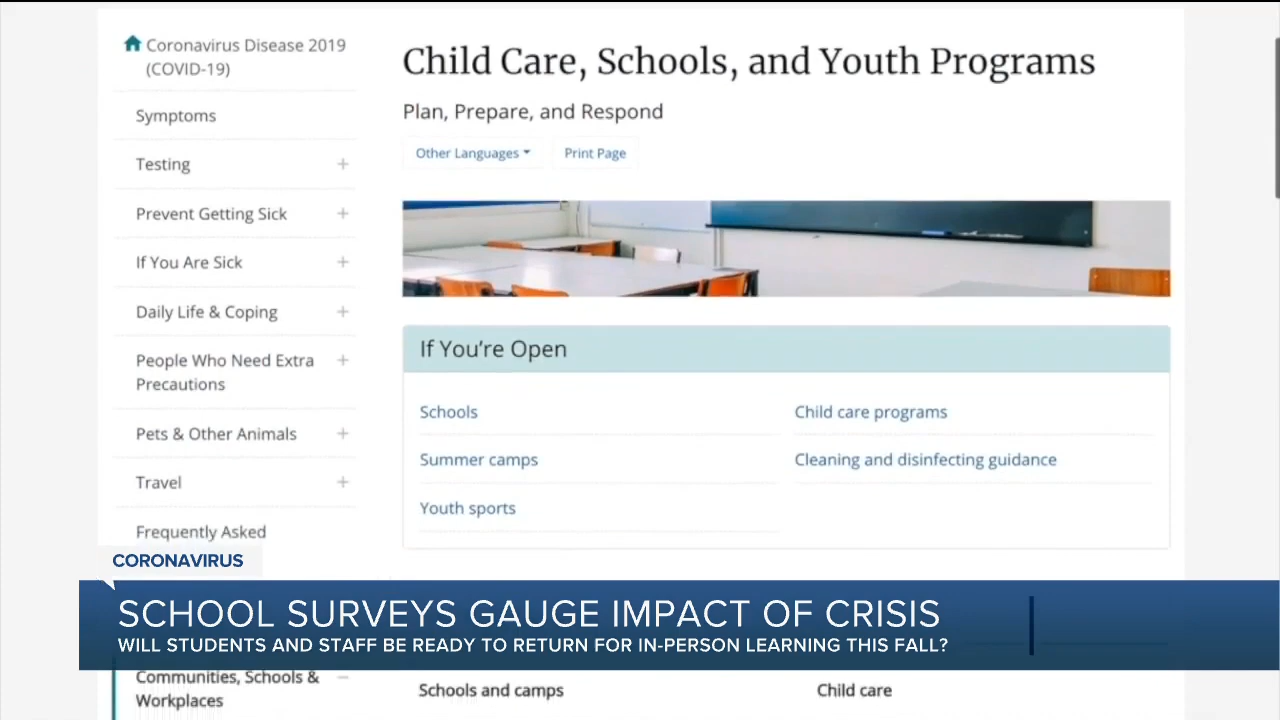 Coronavirus Disease 2019
(COVID-19)
Symptoms
Testing
Prevent Getting Sick
If You Are Sick
Daily Life & Coping
People Who Need Extra
Precautions
Pets & Other Animals
Travel
Frequently Asked
Child Care, Schools, and Youth Programs
Plan, Prepare, and Respond
Other Languages
Print Page
If You're Open
Schools
Child care programs
Summer camps
Cleaning and disinfecting guidance
Youth sports
CORONAVIRUS
SCHOOL SURVEYS GAUGE IMPACT OF CRISIS
WILL STUDENTS AND STAFF BE READY TO RETURN FOR IN-PERSON LEARNING THIS FALL?
Communities, Schools &
Workplaces
Schools and camps
Child care